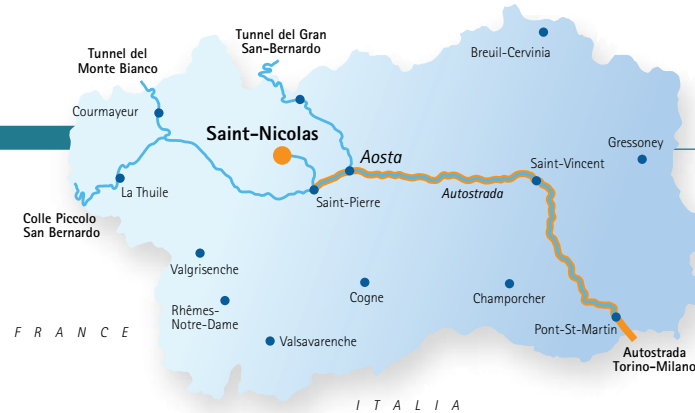 Tunnel del Gran
San-Bernardo
Tunnel del
Monte Bianco
Breuil-Cervinia
Courmayeur
Saint-Nicolas
Gressoney
Aosta
Saint-Vincent
La Thuile
Autostrada
Saint-Pierre
Colle Piccolo
San Bernardo
Valgrisenche
Cogne
Champorcher
Rhêmes-
Notre-Dame
FRANCE
Pont-St-Martin
Valsavarenche
Autostrada
Torino-Milano
ITALIA